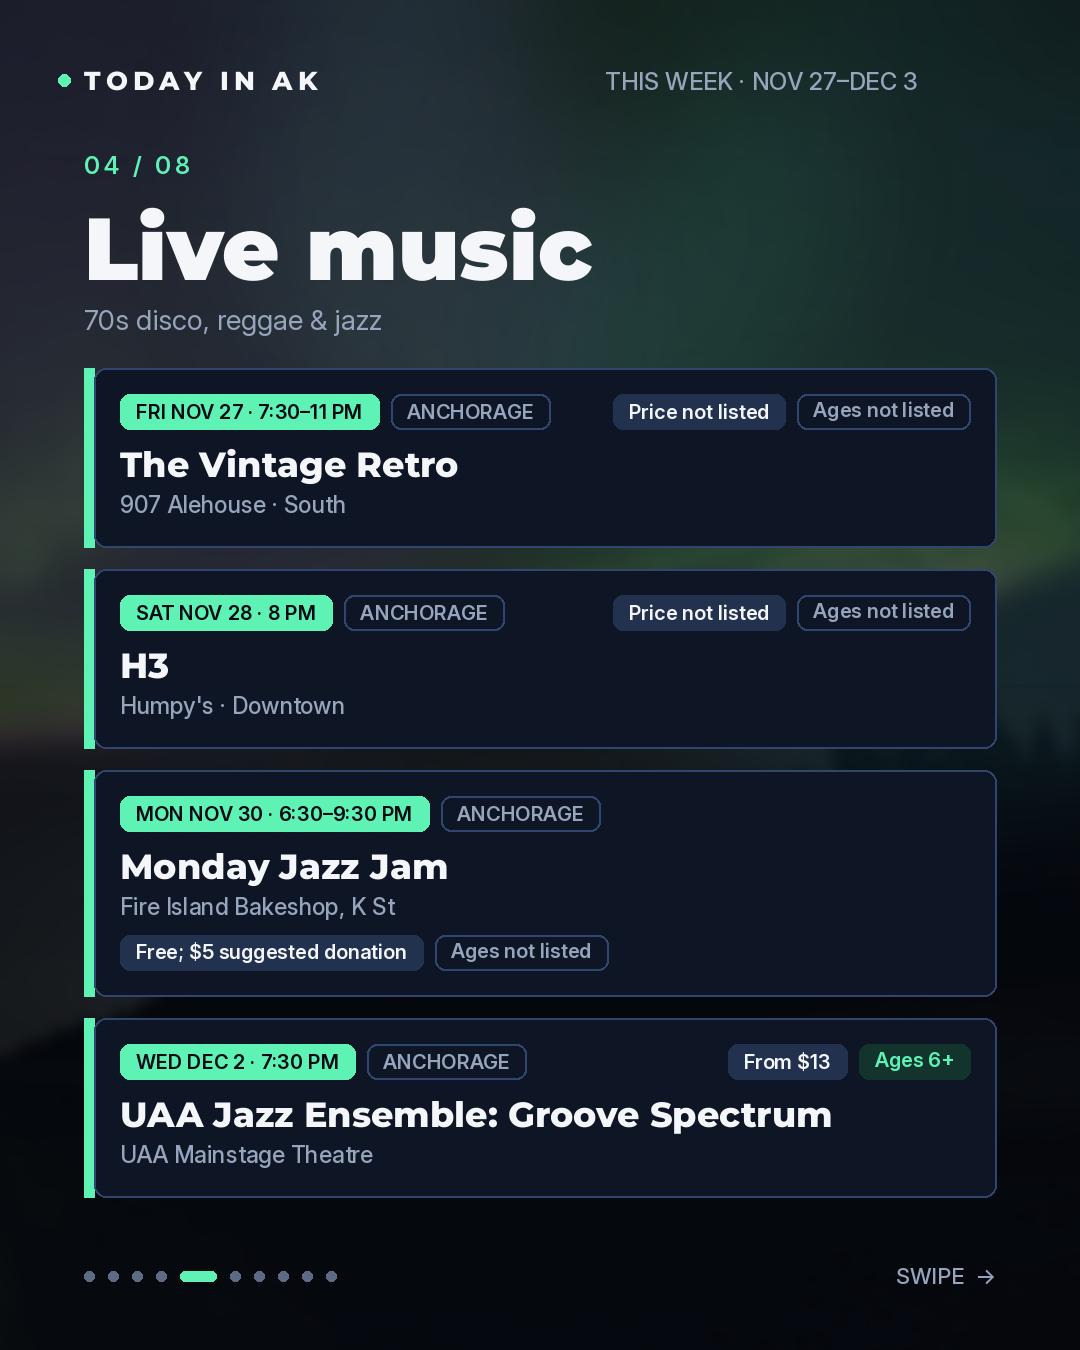 TODAY IN AK
THIS WEEK · NOV 27–DEC 3
04 / 08
Live music
70s disco, reggae & jazz
FRI NOV 27 · 7:30–11 PM
ANCHORAGE
Price not listed
Ages not listed
The Vintage Retro
907 Alehouse · South
SAT NOV 28 · 8 PM
ANCHORAGE
Price not listed
Ages not listed
H3
Humpy's · Downtown
MON NOV 30 · 6:30–9:30 PM
ANCHORAGE
Monday Jazz Jam
Fire Island Bakeshop, K St
Free; $5 suggested donation
Ages not listed
WED DEC 2 · 7:30 PM
ANCHORAGE
From $13
Ages 6+
UAA Jazz Ensemble: Groove Spectrum
UAA Mainstage Theatre
SWIPE →